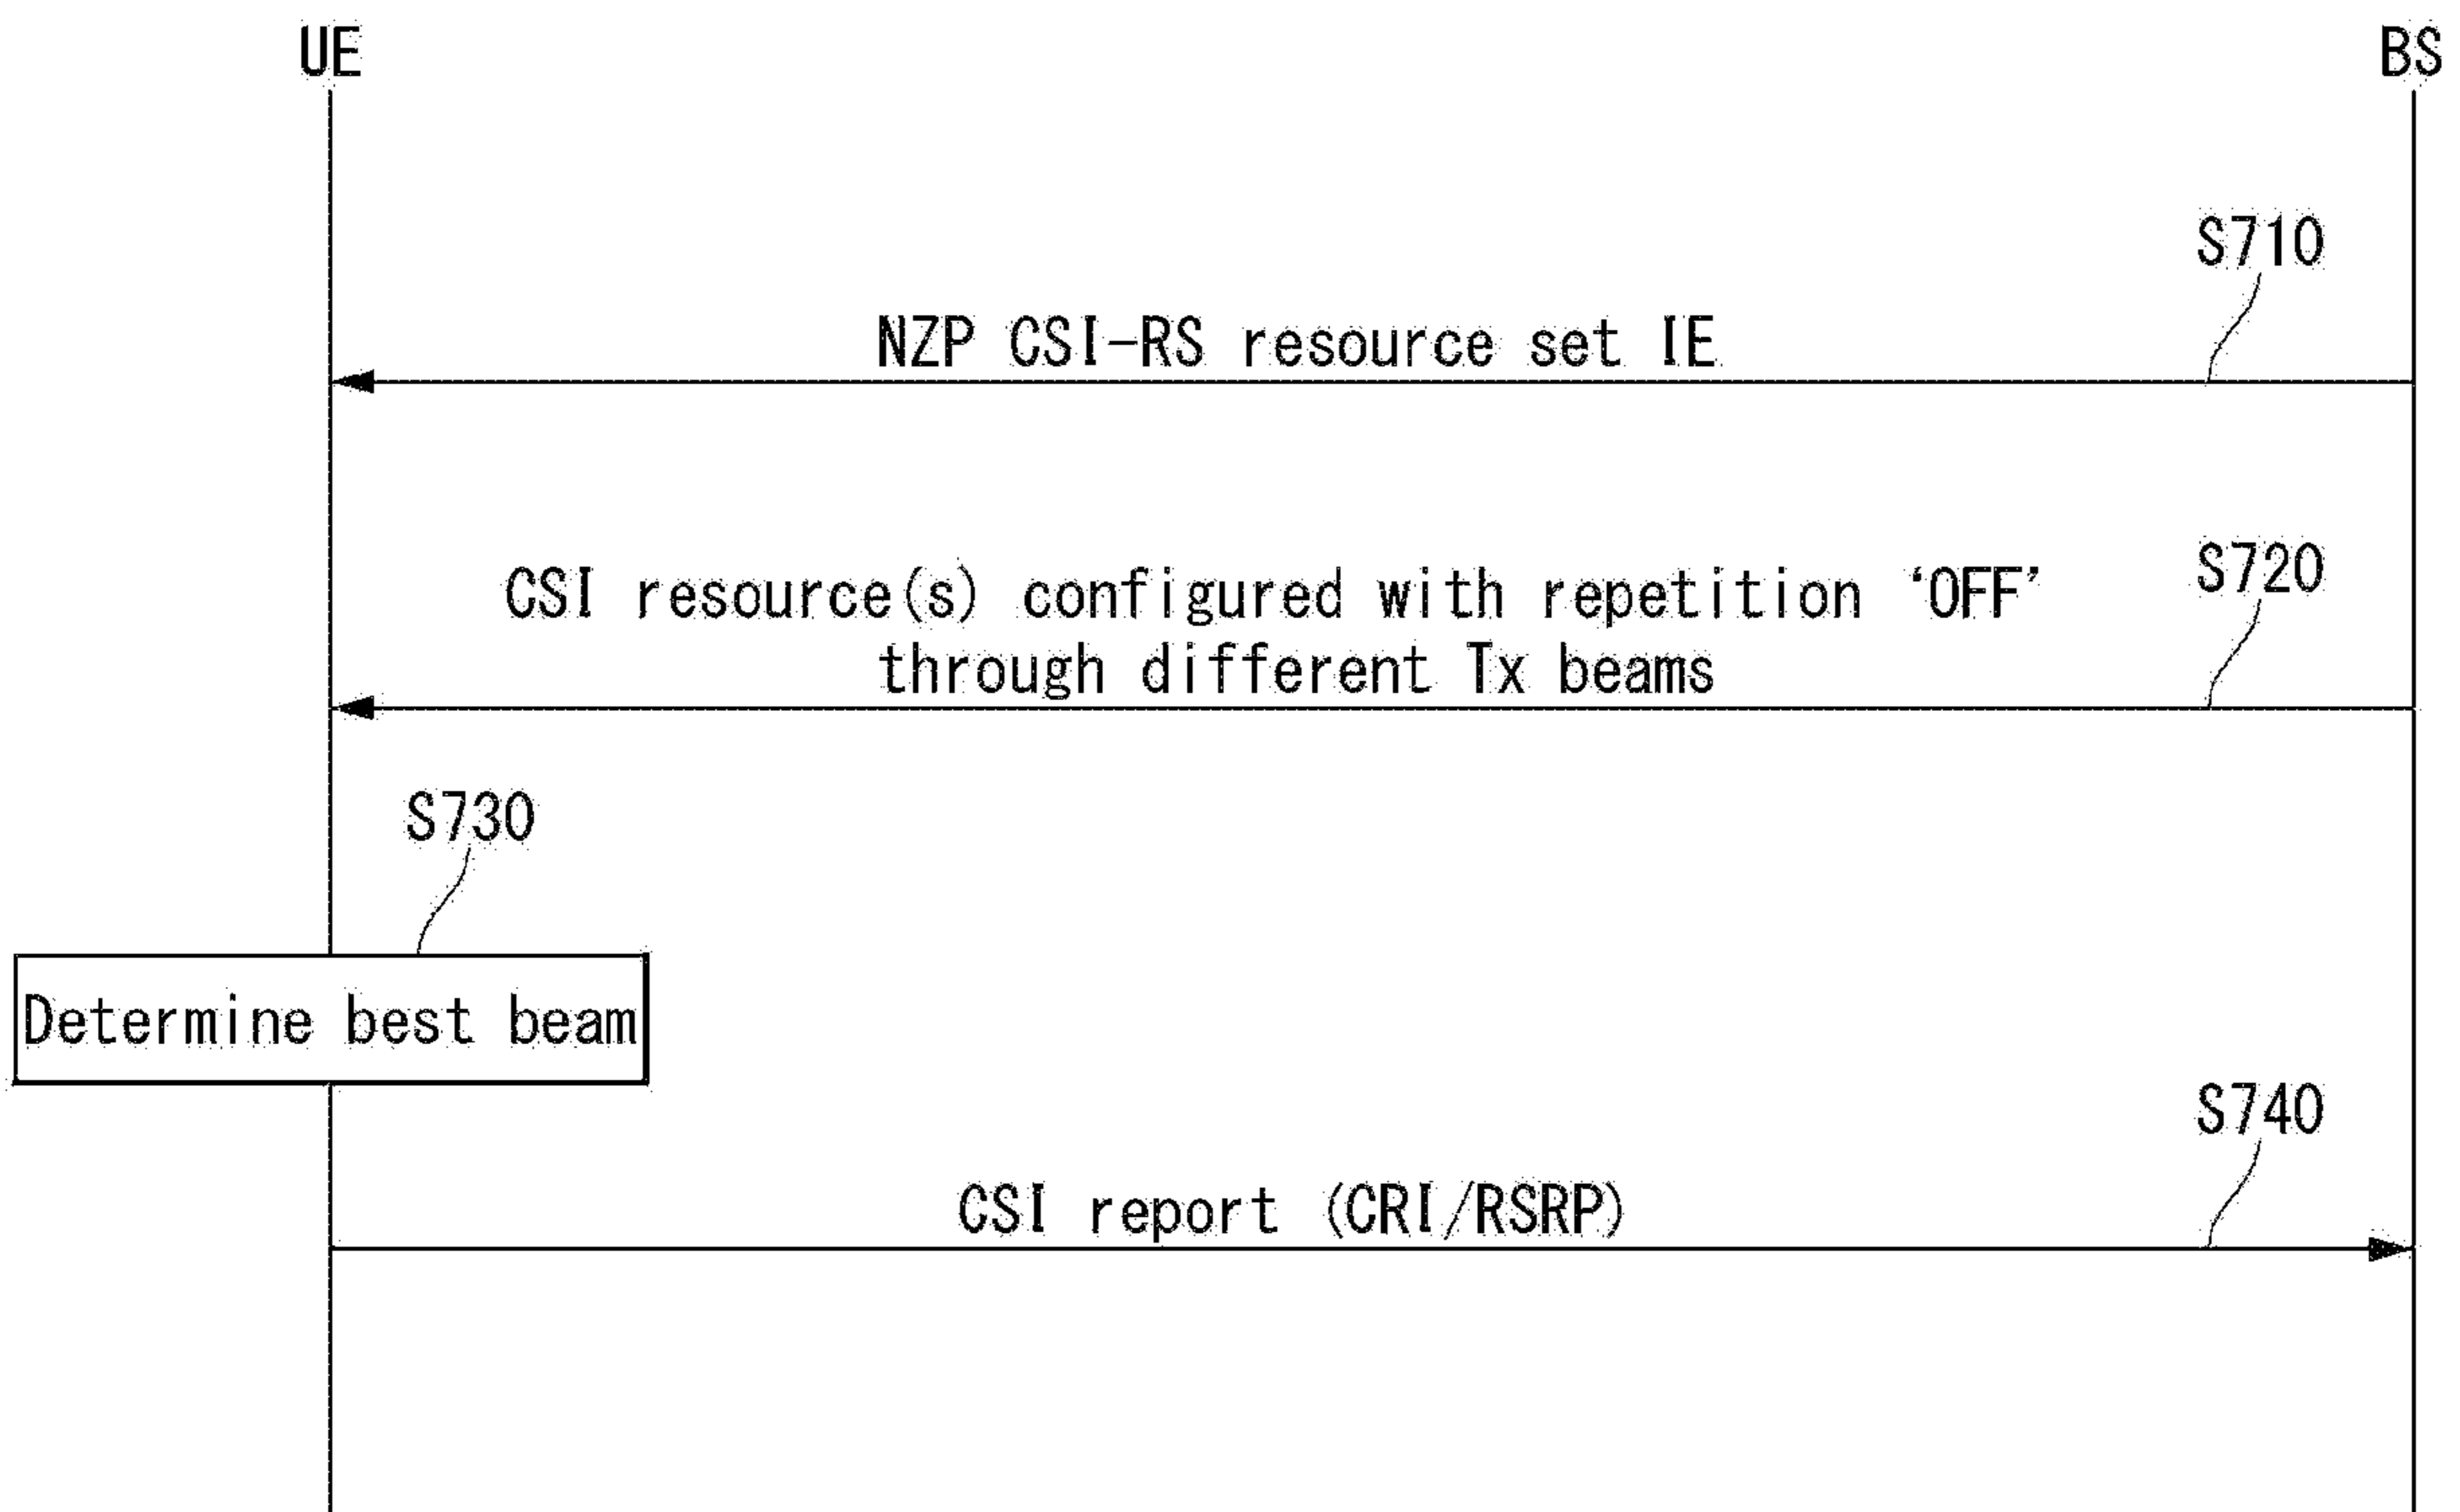 UE
BS
S710
NZP CSI-RS resource set IE
S720
CSI resource(s) configured with repetition ‘OFF’
through different Tx beams
S730
Determine best beam
S740
CSI report (CRI/RSRP)